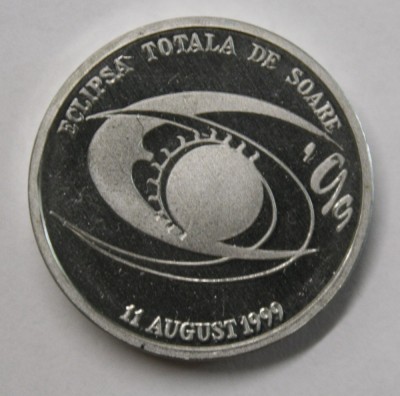 ECLIPSA TOTALA DE SOARE
11 AUGUST 1999